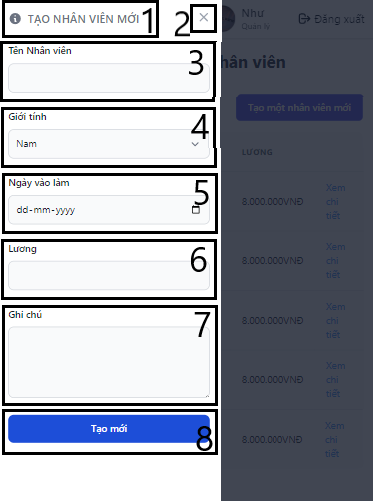 TẠO NHÂN VIÊN MỚI 1 2 ×
Như
Quản lý
Đăng xuất
Tên Nhân viên
3
hân viên
Tạo một nhân viên mới
Giới tính
4
Nam
LƯƠNG
Ngày vào làm
5
dd-mm-yyyy
8.000.000VNĐ
Xem
chi
tiết
Lương
6
8.000.000VNĐ
Xem
chi
tiết
Ghi chú
7
8.000.000VNĐ
Xem
chi
tiết
8.000.000VNĐ
Xem
chi
tiết
Tạo mới
8
8.000.000VNĐ
Xem
chi
tiết